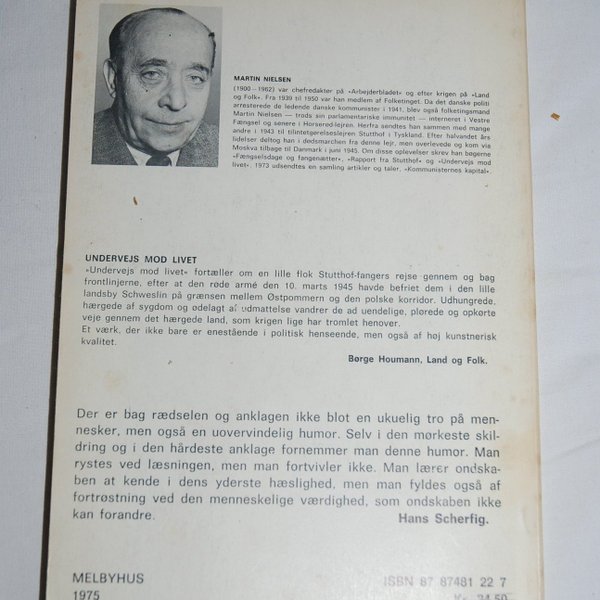 MARTIN NIELSEN
(1900—1962) var chefredaktør på »Arbejderbladet« og efter krigen på »Land
og Folk«. Fra 1939 til 1950 var han medlem af Folketinget. Da det danske politi
arresterede de ledende danske kommunister i 1941, blev også folketingsmand
Martin Nielsen — trods sin parlamentariske immunitet — interneret i Vestre
Fængsel og senere i Horserød-lejren. Herfra sendtes han sammen med mange
andre i 1943 til tilintetgørelseslejren Stutthof i Tyskland. Efter halvandet års
lidelser deltog han i dødsmarchen fra denne lejr, men overlevede og kom via
Moskva tilbage til Danmark i juni 1945. Om disse oplevelser skrev han bøgerne
»Fængselsdage og fangenætter«, »Rapport fra Stutthof« og »Undervejs mod
livet«. 1973 udsendtes en samling artikler og taler, »Kommunisternes kapital«
UNDERVEJS MOD LIVET
»Undervejs mod livet« fortæller om en lille flok Stutthof-fangers rejse gennem og bag
frontlinjerne, efter at den røde armé den 10. marts 1945 havde befriet dem i den lille
landsby Schweslin på grænsen mellem Østpommern og den polske korridor. Udhungrede,
hærgede af sygdom og ødelagt af udmattelse vandrer de ad uendelige, plørede og opkørte
veje gennem det hærgede land, som krigen lige har tromlet henover.
Et værk, der ikke bare er enestående i politisk henseende, men også af høj kunstnerisk
kvalitet.
Børge Houmann, Land og Folk.
Der er bag rædselen og anklagen ikke blot en ukuelig tro på men-
nesker, men også en uovervindelig humor. Selv i den mørkeste skil-
dring og i den hårdeste anklage fornemmer man denne humor. Man
rystes ved læsningen, men man fortvivler ikke. Man lærer ondska-
ben at kende i dens yderste hæslighed, men man fyldes også af
fortrøstning ved den menneskelige værdighed, som ondskaben ikke
kan forandre. Hans Scherfig.
MELBYHUS ISBN 87 87481 22 7
1975 Kr. 34,50